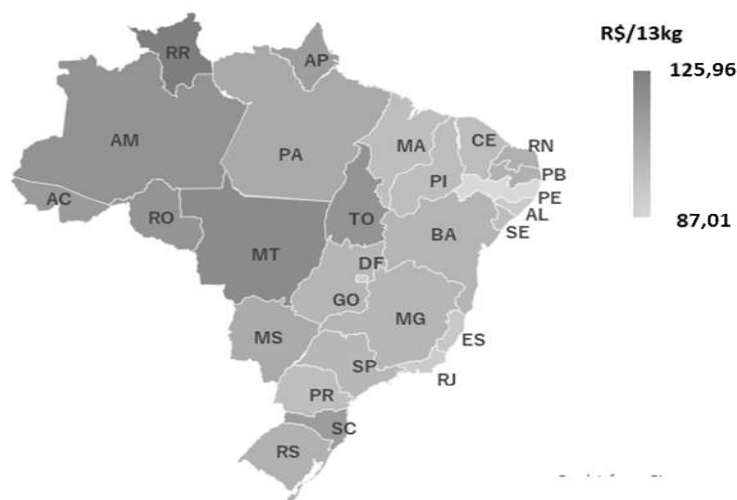 R$/13kg
125,96
87,01
RR
AP
AM
PA
MA
CE
RN
PB
PE
AL
SE
PI
AC
RO
TO
MT
BA
DF
GO
MG
ES
MS
SP
RJ
PR
SC
RS